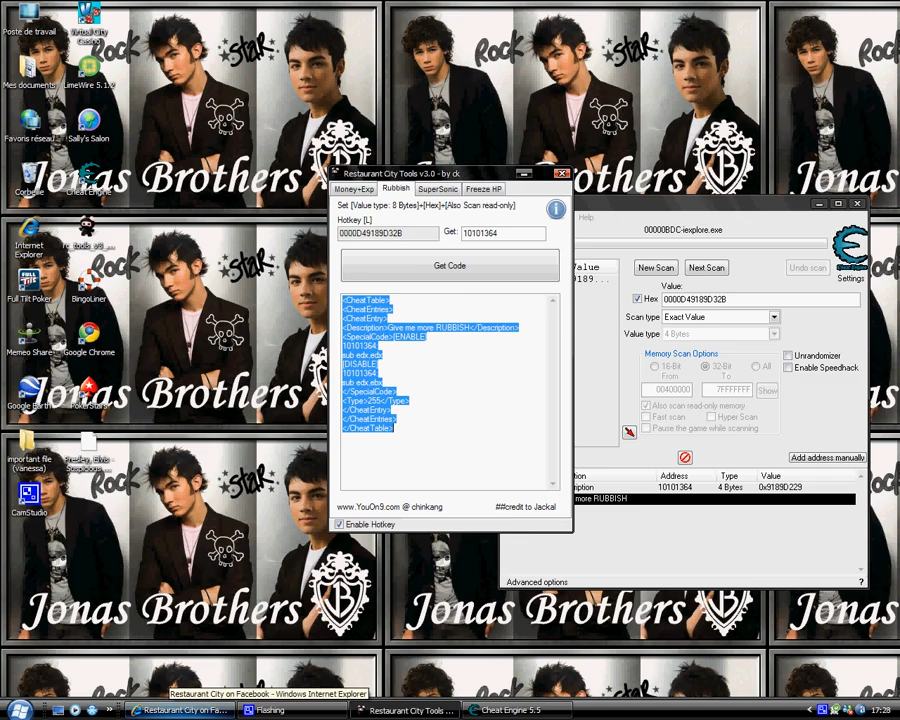 Poste de travail
Virtual City Casino
Mes documents
LimeWire 5.1.2
Favoris réseau...
Sally's Salon
Corbeille
Cheat Engine
Internet Explorer
rc_tools_v3_...
Full Tilt Poker
BingoLiner
Memeo Share
Google Chrome
Google Earth
PokerStars
important file (vanessa)
Presley, Elvis - Suspicious...
CamStudio
ROCK
STAR
Jonas Brothers
Restaurant City Tools v3.0 - by ck
Money+Exp
Rubbish
SuperSonic
Freeze HP
Set [Value type: 8 Bytes]+[Hex]+[Also Scan read-only]
Hotkey [L]
0000D49189D32B
Get:
10101364
Get Code
<CheatTable>
<CheatEntries>
<CheatEntry>
<Description>Give me more RUBBISH</Description>
<SpecialCode>[ENABLE]
10101364:
sub edx,edx
[DISABLE]
10101364:
sub edx,ebx
</SpecialCode>
<Type>255</Type>
</CheatEntry>
</CheatEntries>
</CheatTable>
www.YouOn9.com @ chinkang
##credit to Jackal
Enable Hotkey
Help
00000BDC-iexplore.exe
Value
9189...
New Scan
Next Scan
Undo scan
Settings
Value:
Hex
0000D49189D32B
Scan type
Exact Value
Value type
4 Bytes
Memory Scan Options
16-Bit
32-Bit
All
From
To
00400000
7FFFFFFF
Show
Also scan read-only memory
Fast scan
Hyper Scan
Pause the game while scanning
Unrandomizer
Enable Speedhack
Add address manually
Address
Type
Value
10101364
4 Bytes
0x9189D229
more RUBBISH
Advanced options
?
Restaurant City on Facebook - Windows Internet Explorer
Restaurant City on Fa...
Flashing
Restaurant City Tools ...
Cheat Engine 5.5
17:28